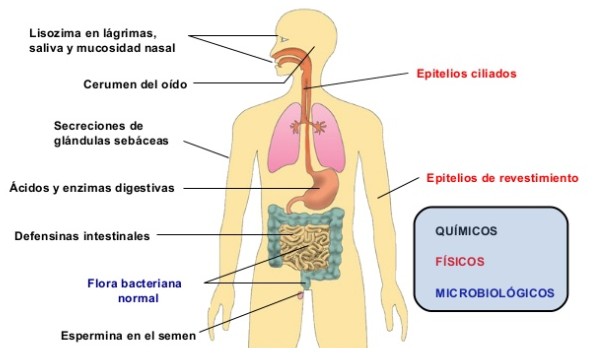 Lisozima en lágrimas,
saliva y mucosidad nasal
Cerumen del oído
Secreciones de
glándulas sebáceas
Ácidos y enzimas digestivas
Defensinas intestinales
Flora bacteriana
normal
Espermina en el semen
Epitelios ciliados
Epitelios de revestimiento
QUÍMICOS
FÍSICOS
MICROBIOLÓGICOS